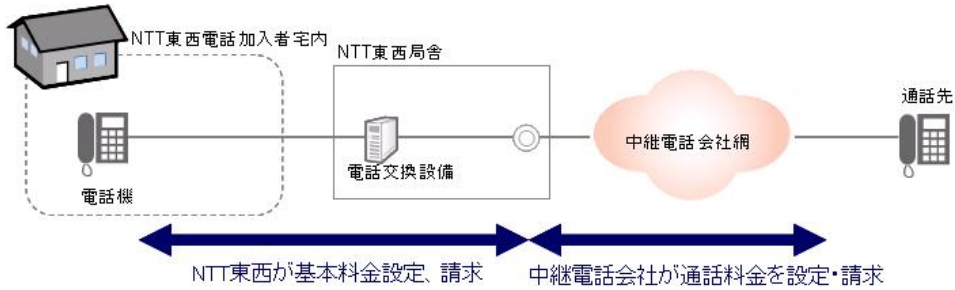 NTT東西電話加入者宅内
NTT東西局舎
通話先
中継電話会社網
電話交換設備
電話機
NTT東西が基本料金設定、請求
中継電話会社が通話料金を設定・請求